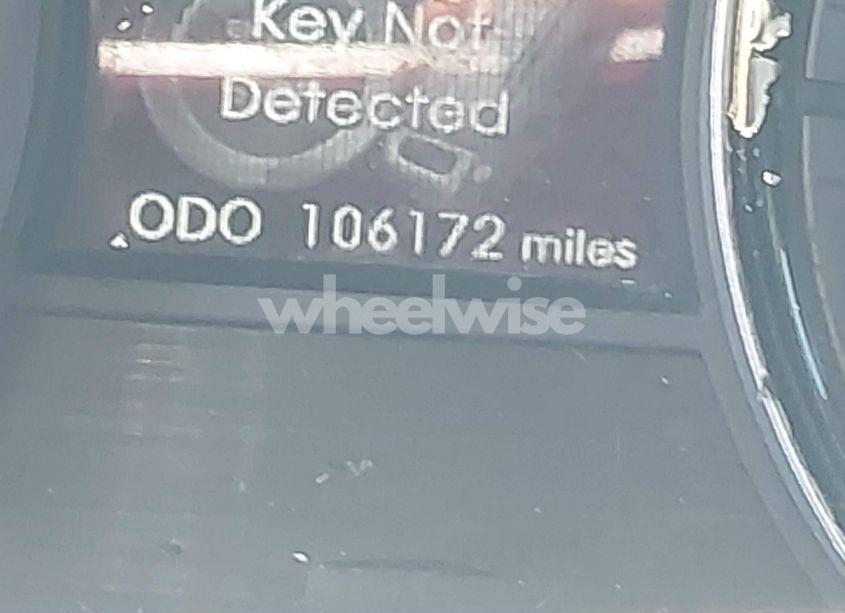 Key Not
Detected
ODO 106172 miles
wheelwise